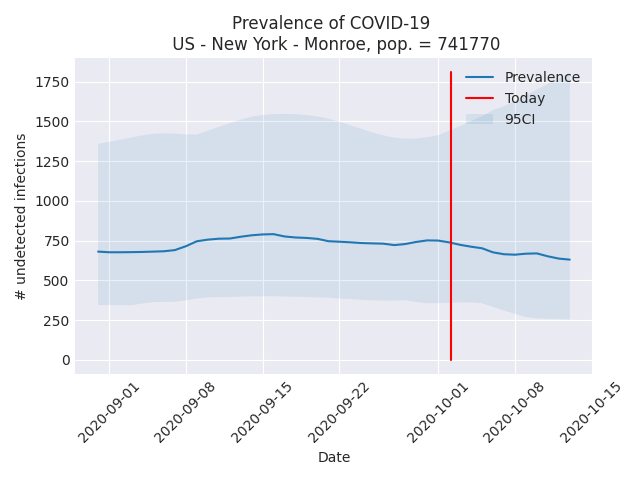 Prevalence of COVID-19
US - New York - Monroe, pop. = 741770
Prevalence
Today
95CI
# undetected infections
1750
1500
1250
1000
750
500
250
0
2020-09-01
2020-09-08
2020-09-15
2020-09-22
2020-10-01
2020-10-08
2020-10-15
Date